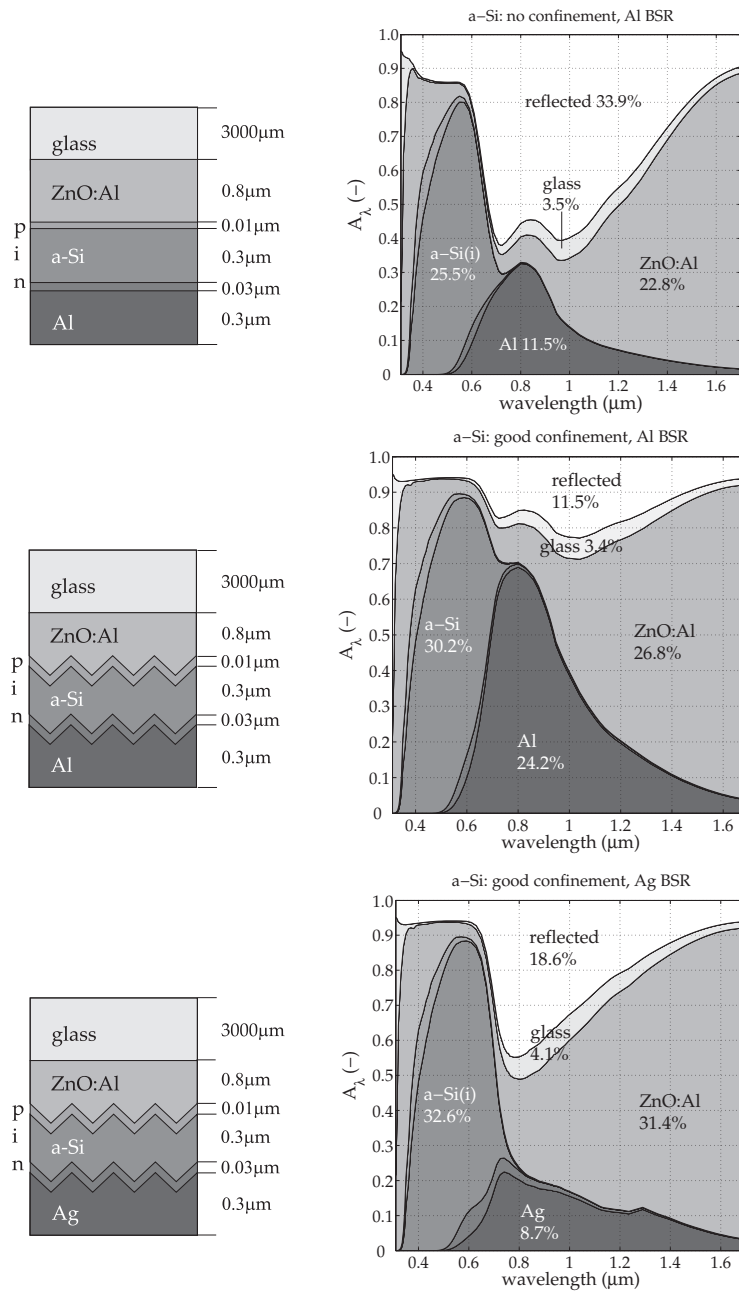 a−Si: no confinement, Al BSR
glass
3000μm
ZnO:Al
0.8μm
p
0.01μm
i
a-Si
0.3μm
n
0.03μm
Al
0.3μm
1.0
0.9
0.8
0.7
0.6
0.5
0.4
0.3
0.2
0.1
0
A λ (−)
reflected 33.9%
glass
3.5%
a−Si(i)
25.5%
ZnO:Al
22.8%
Al 11.5%
0.4 0.6 0.8 1 1.2 1.4 1.6
wavelength (μm)
a−Si: good confinement, Al BSR
glass
3000μm
ZnO:Al
0.8μm
p
0.01μm
i
a-Si
0.3μm
n
0.03μm
Al
0.3μm
1.0
0.9
0.8
0.7
0.6
0.5
0.4
0.3
0.2
0.1
0
A λ (−)
reflected
11.5%
glass 3.4%
a−Si
30.2%
ZnO:Al
26.8%
Al
24.2%
0.4 0.6 0.8 1 1.2 1.4 1.6
wavelength (μm)
a−Si: good confinement, Ag BSR
glass
3000μm
ZnO:Al
0.8μm
p
0.01μm
i
a-Si
0.3μm
n
0.03μm
Ag
0.3μm
1.0
0.9
0.8
0.7
0.6
0.5
0.4
0.3
0.2
0.1
0
A λ (−)
reflected
18.6%
glass
4.1%
a−Si(i)
32.6%
ZnO:Al
31.4%
Ag
8.7%
0.4 0.6 0.8 1 1.2 1.4 1.6
wavelength (μm)